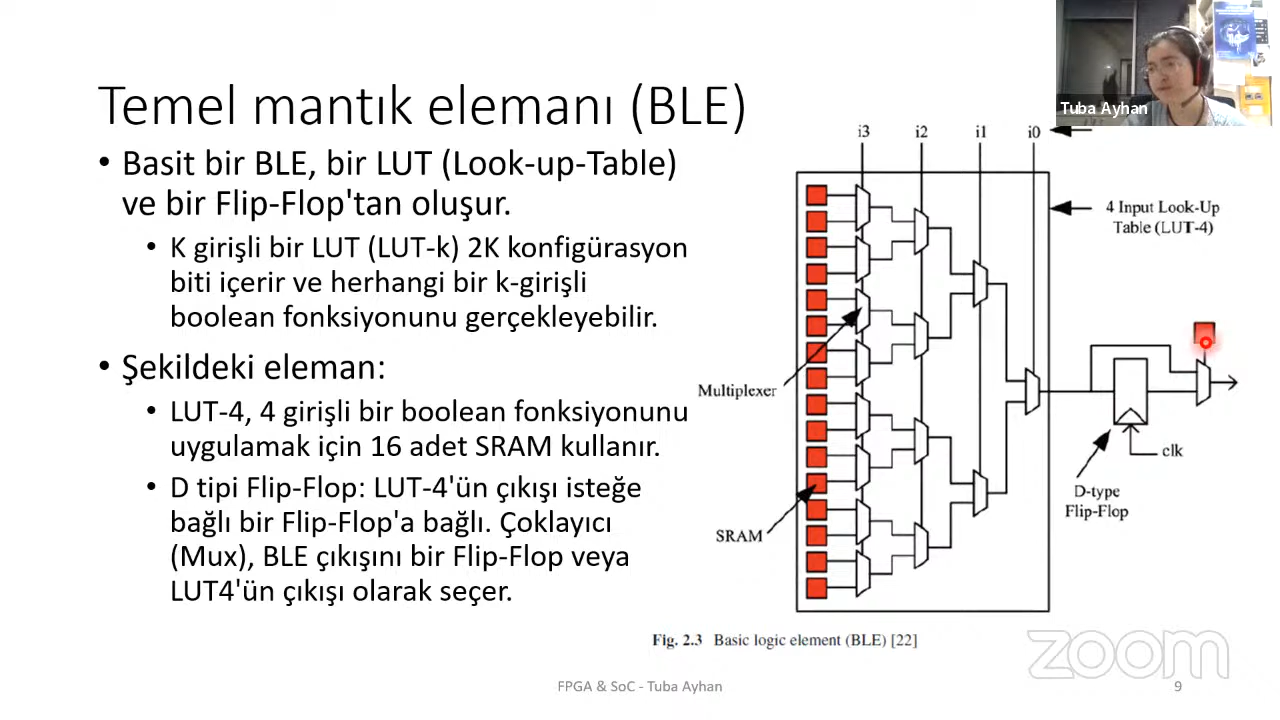 Tuba Ayhan
Temel mantık elemanı (BLE)
• Basit bir BLE, bir LUT (Look-up-Table)
ve bir Flip-Flop'tan oluşur.
• K girişli bir LUT (LUT-k) 2K konfigürasyon
biti içerir ve herhangi bir k-girişli
boolean fonksiyonunu gerçekleyebilir.
• Şekildeki eleman:
• LUT-4, 4 girişli bir boolean fonksiyonunu
uygulamak için 16 adet SRAM kullanır.
• D tipi Flip-Flop: LUT-4'ün çıkışı isteğe
bağlı bir Flip-Flop'a bağlı. Çoklayıcı
(Mux), BLE çıkışını bir Flip-Flop veya
LUT4'ün çıkışı olarak seçer.
i3 i2 i1 i0
4 Input Look-Up
Table (LUT-4)
Multiplexer
SRAM
clk
D-type
Flip-Flop
Fig. 2.3 Basic logic element (BLE) [22]
zoom
FPGA & SoC - Tuba Ayhan
9